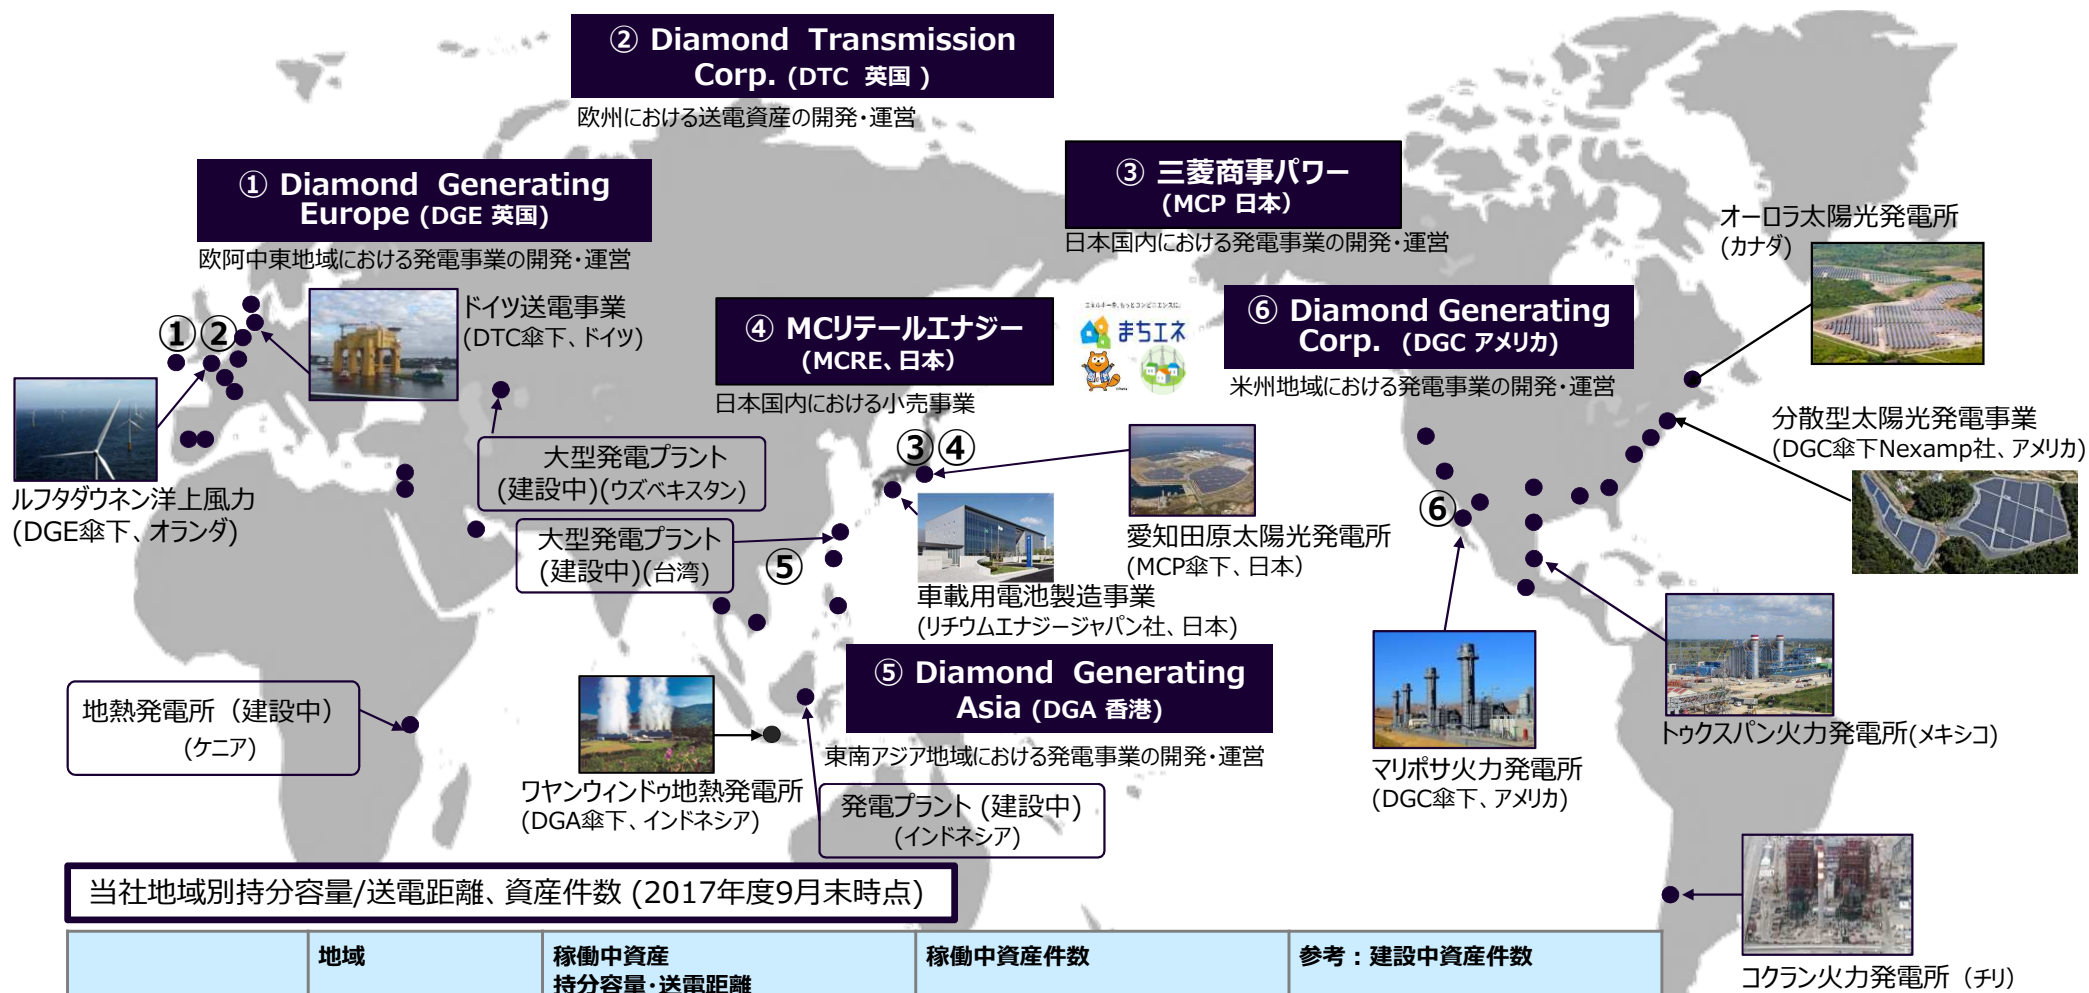 ② Diamond Transmission
Corp. (DTC 英国 )
欧州における送電資産の開発・運営
① Diamond Generating
Europe (DGE 英国)
欧阿中東地域における発電事業の開発・運営
③ 三菱商事パワー
(MCP 日本）
日本国内における発電事業の開発・運営
オーロラ太陽光発電所
(カナダ)
①②
ドイツ送電事業
(DTC傘下、ドイツ)
④ MCリテールエナジー
(MCRE、日本）
日本国内における小売事業
エネルギーを、もっとコンビニエンスに。
まちエネ
⑥ Diamond Generating
Corp. (DGC アメリカ)
米州地域における発電事業の開発・運営
ルフタダウネン洋上風力
(DGE傘下、オランダ)
大型発電プラント
(建設中)(ウズベキスタン)
大型発電プラント
(建設中)(台湾)
③④
⑤
⑥
愛知田原太陽光発電所
(MCP傘下、日本）
車載用電池製造事業
(リチウムエナジージャパン社、日本)
分散型太陽光発電事業
(DGC傘下Nexamp社、アメリカ)
地熱発電所（建設中）
(ケニア)
⑤ Diamond Generating
Asia (DGA 香港)
東南アジア地域における発電事業の開発・運営
ワヤンウィンドゥ地熱発電所
(DGA傘下、インドネシア)
発電プラント (建設中)
(インドネシア)
マリポサ火力発電所
(DGC傘下、アメリカ)
トゥクスパン火力発電所(メキシコ)
コクラン火力発電所（チリ）
当社地域別持分容量/送電距離、資産件数 (2017年度9月末時点)
地域
稼働中資産
持分容量・送電距離
稼働中資産件数
参考：建設中資産件数